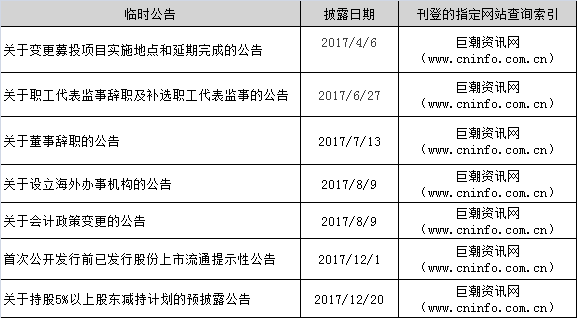 临时公告 披露日期 刊登的指定网站查询索引
关于变更募投项目实施地点和延期完成的公告 2017/4/6 巨潮资讯网
(www.cninfo.com.cn)
关于职工代表监事辞职及补选职工代表监事的公告 2017/6/27 巨潮资讯网
(www.cninfo.com.cn)
关于董事辞职的公告 2017/7/13 巨潮资讯网
(www.cninfo.com.cn)
关于设立海外办事机构的公告 2017/8/9 巨潮资讯网
(www.cninfo.com.cn)
关于会计政策变更的公告 2017/8/9 巨潮资讯网
(www.cninfo.com.cn)
首次公开发行前已发行股份上市流通提示性公告 2017/12/1 巨潮资讯网
(www.cninfo.com.cn)
关于持股5%以上股东减持计划的预披露公告 2017/12/20 巨潮资讯网
(www.cninfo.com.cn)